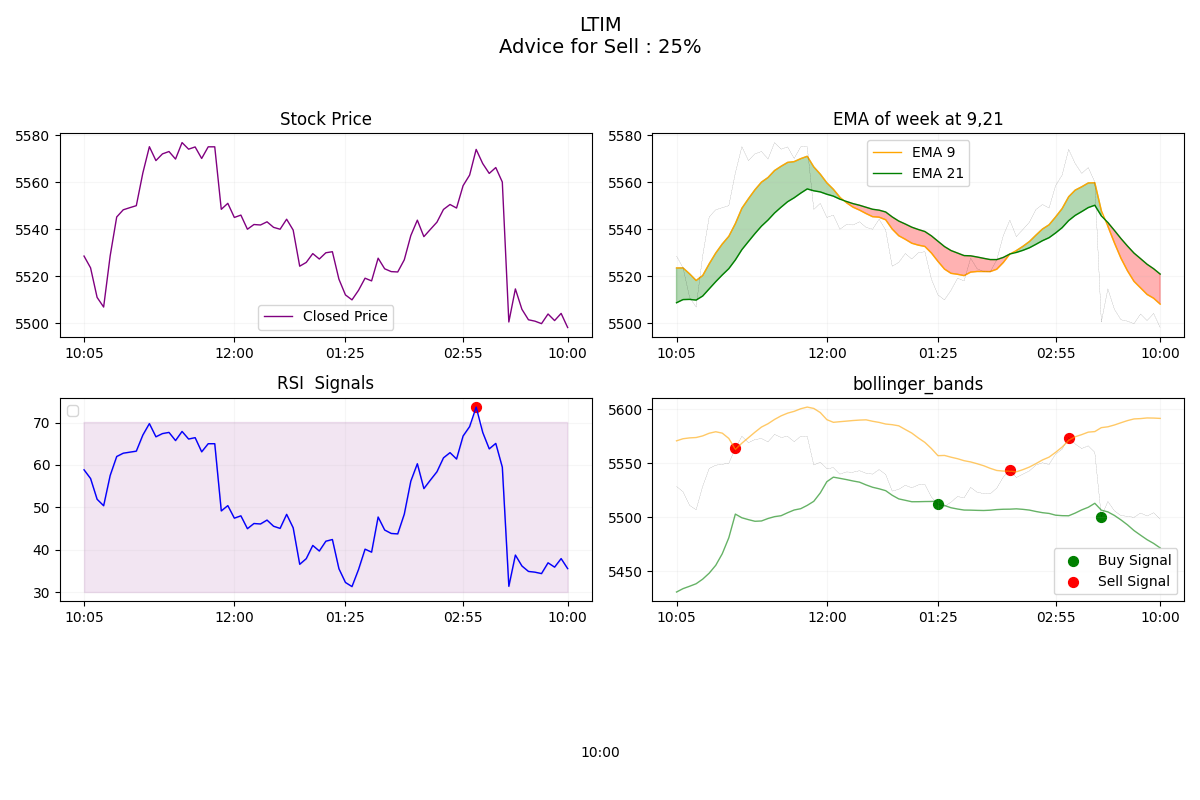 LTIM
Advice for Sell : 25%
Stock Price
5580
5560
5540
5520
5500
Closed Price
10:05 12:00 01:25 02:55 10:00
EMA of week at 9,21
5580
5560
5540
5520
5500
EMA 9
EMA 21
10:05 12:00 01:25 02:55 10:00
RSI  Signals
70
60
50
40
30
10:05 12:00 01:25 02:55 10:00
bollinger_bands
5600
5550
5500
5450
Buy Signal
Sell Signal
10:05 12:00 01:25 02:55 10:00
10:00